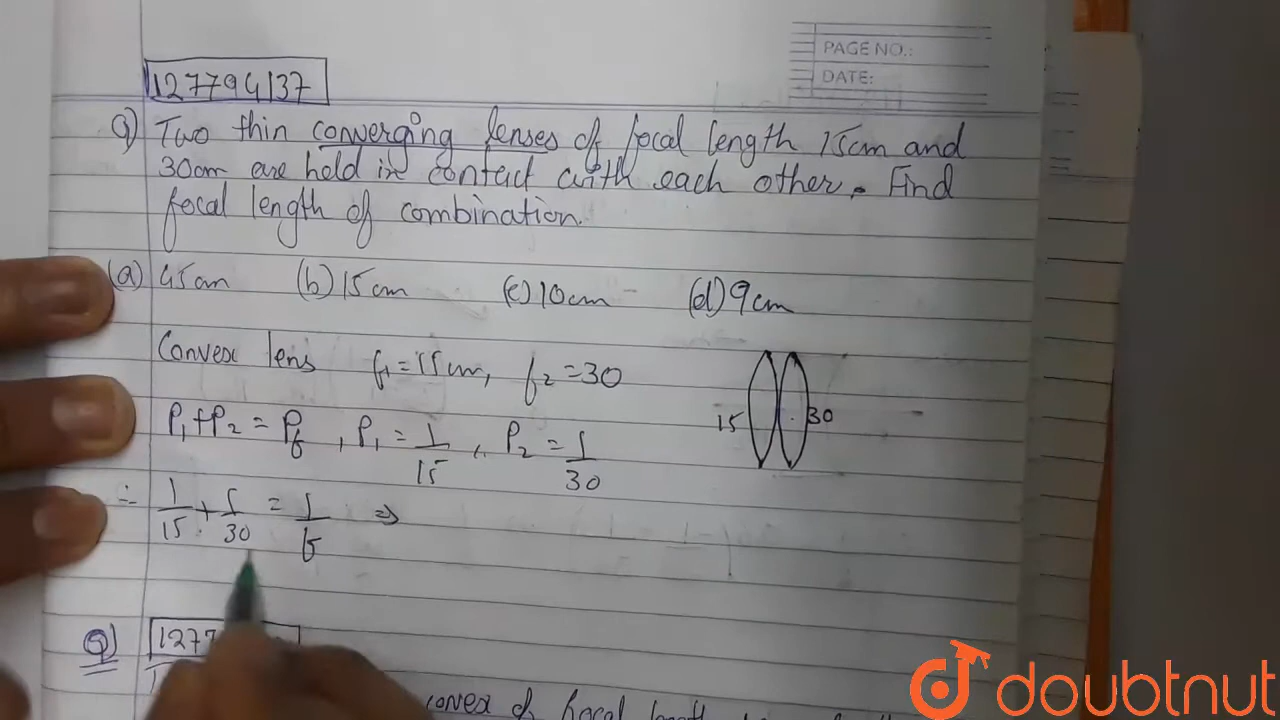 PAGE NO.:
DATE:
127794137
Q) Two thin converging lenses of focal length 15cm and
30cm are held in contact with each other. Find
focal length of combination.
(a) 45cm (b) 15cm (c) 10cm (d) 9cm
Convex lens f1 = 15cm, f2 = 30
15 30
P1+P2 = Pf , P1 = 1/15 , P2 = 1/30
∴ 1/15 + 1/30 = 1/f ⇒
Q) 1277
convex of focal length
doubtnut